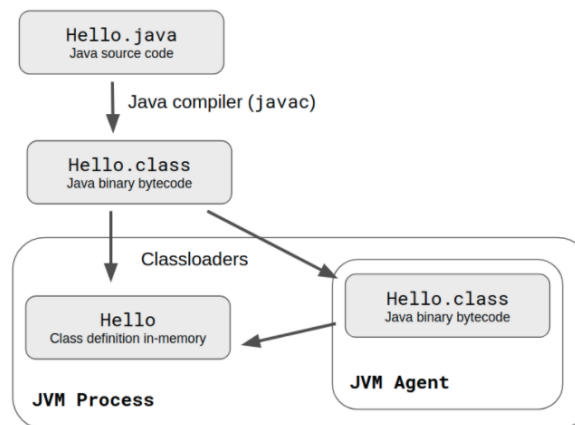 Hello.java
Java source code
Java compiler (javac)
Hello.class
Java binary bytecode
Classloaders
Hello
Class definition in-memory
Hello.class
Java binary bytecode
JVM Agent
JVM Process